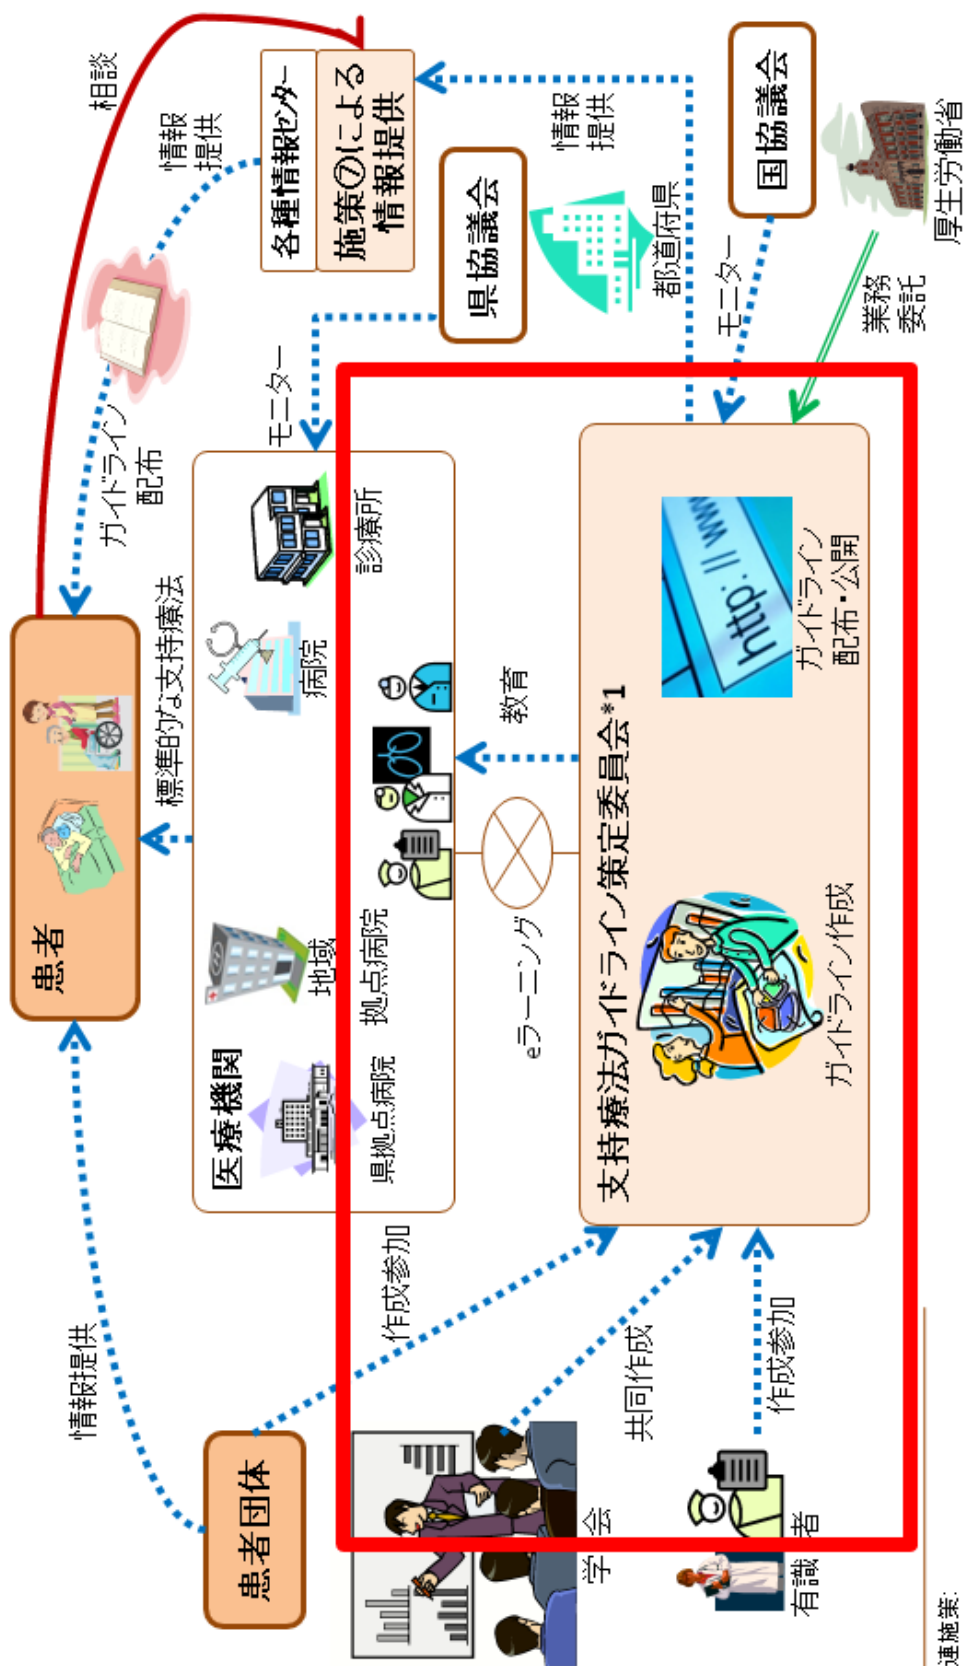 患者団体
情報提供
患者
相談
ガイドライン
配布
情報
提供
各種情報センター
施策⑦による
情報提供
標準的な支持療法
医療機関
県拠点病院
地域
拠点病院
病院
診療所
モニター
県協議会
都道府県
情報
提供
国協議会
モニター
厚生労働省
業務
委託
作成参加
eラーニング
教育
学会
共同作成
有識者
作成参加
支持療法ガイドライン策定委員会*1
ガイドライン作成
http: // www
ガイドライン
配布・公開
連施策: